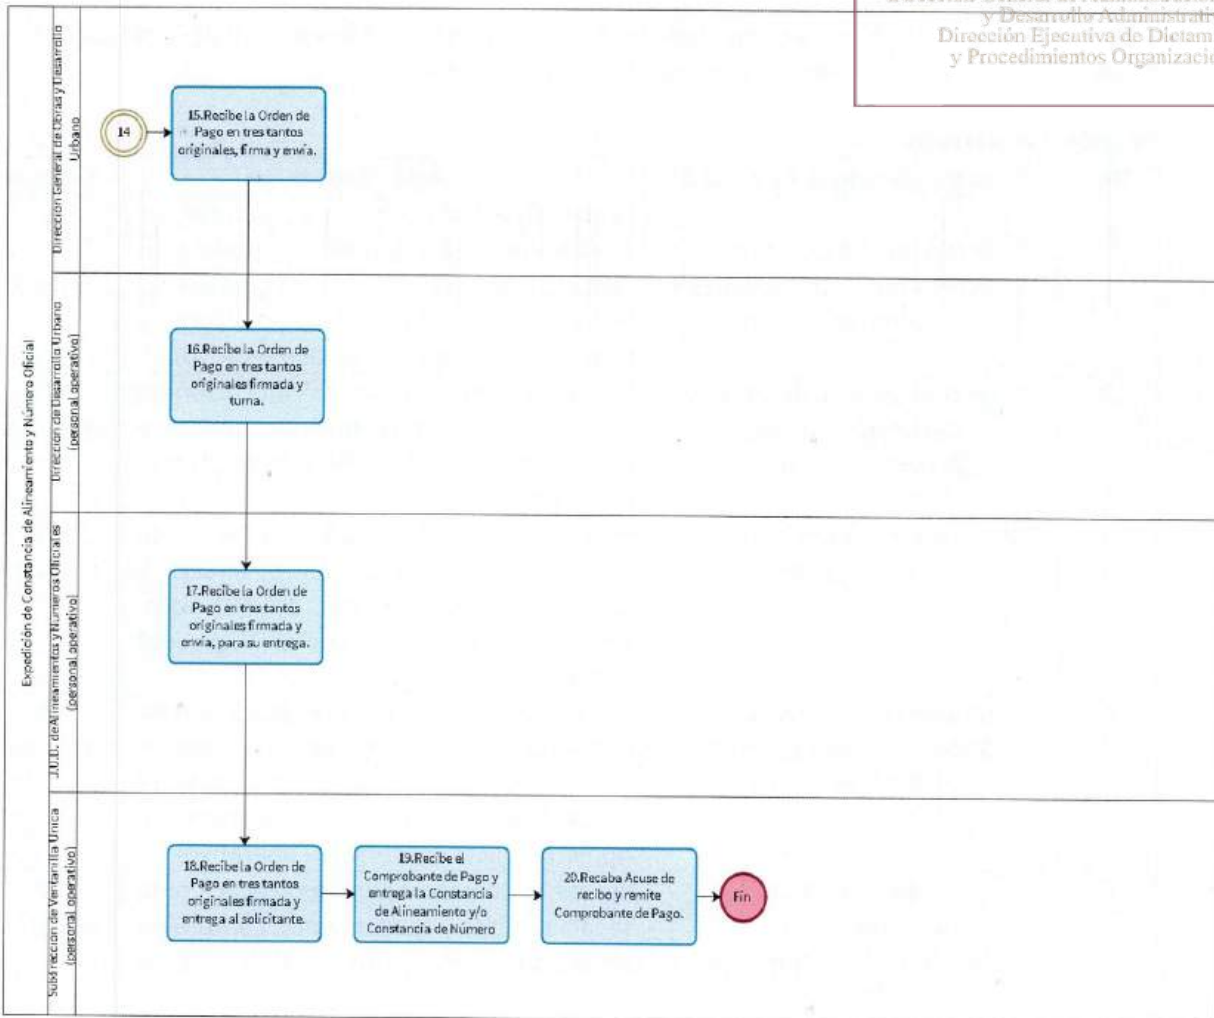 y Desarrollo Administrati
Dirección Ejecutiva de Dictam
y Procedimientos Organizacio
Expedición de Constancia de Alineamiento y Número Oficial
Dirección General de Obras y Desarrollo
Urbano
14
15.Recibe la Orden de
Pago en tres tantos
originales, firma y envía.
Dirección de Desarrollo Urbano
(personal operativo)
16.Recibe la Orden de
Pago en tres tantos
originales firmada y
turna.
J.U.D. de Alineamientos y Números Oficiales
(personal operativo)
17.Recibe la Orden de
Pago en tres tantos
originales firmada y
envía, para su entrega.
Subdirección de Ventanilla Única
(personal operativo)
18.Recibe la Orden de
Pago en tres tantos
originales firmada y
entrega al solicitante.
19.Recibe el
Comprobante de Pago y
entrega la Constancia
de Alineamiento y/o
Constancia de Número
20.Recaba Acuse de
recibo y remite
Comprobante de Pago.
Fin